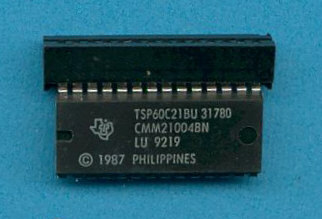 TSP60C21BU 31780
CMM21004BN
LU 9219
© 1987 PHILIPPINES